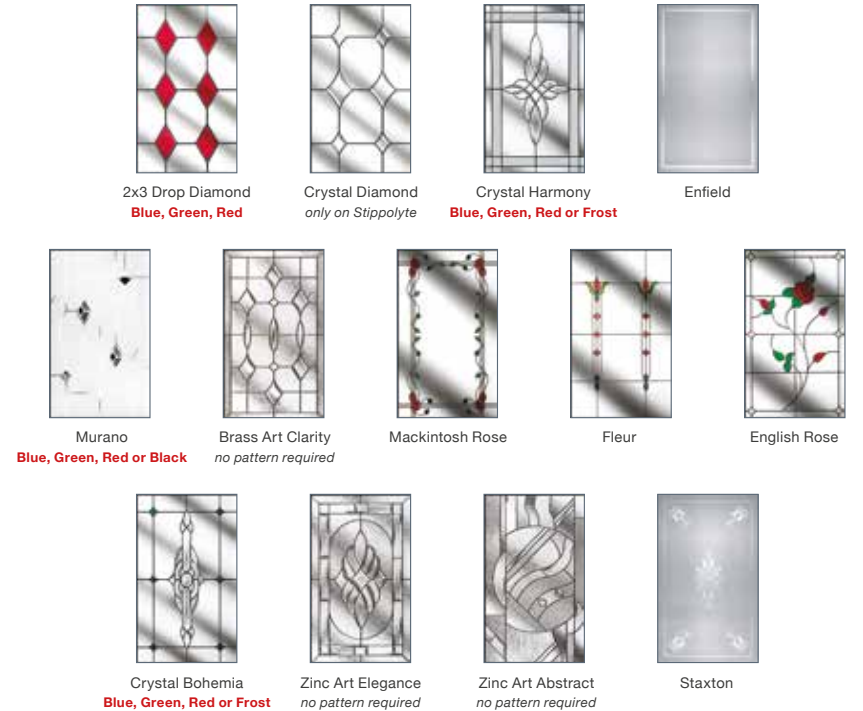 2x3 Drop Diamond
Blue, Green, Red
Crystal Diamond
only on Stippolyte
Crystal Harmony
Blue, Green, Red or Frost
Enfield
Murano
Blue, Green, Red or Black
Brass Art Clarity
no pattern required
Mackintosh Rose
Fleur
English Rose
Crystal Bohemia
Blue, Green, Red or Frost
Zinc Art Elegance
no pattern required
Zinc Art Abstract
no pattern required
Staxton